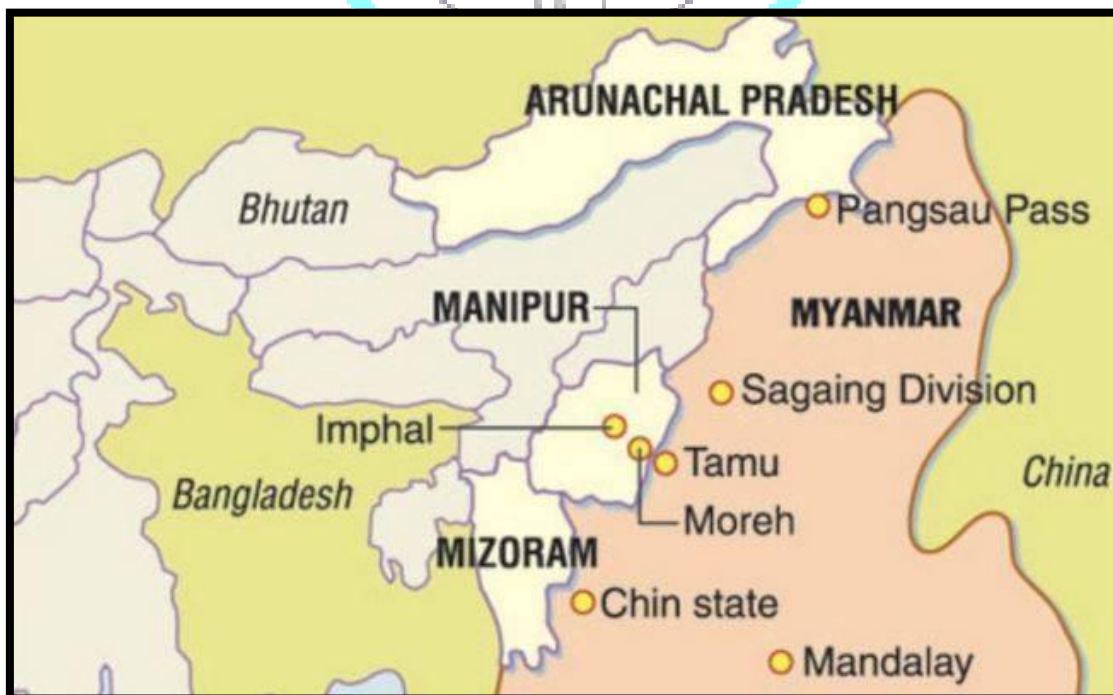 ARUNACHAL PRADESH
Bhutan
Pangsau Pass
MANIPUR
MYANMAR
Sagaing Division
Imphal
Tamu
China
Bangladesh
Moreh
MIZORAM
Chin state
Mandalay